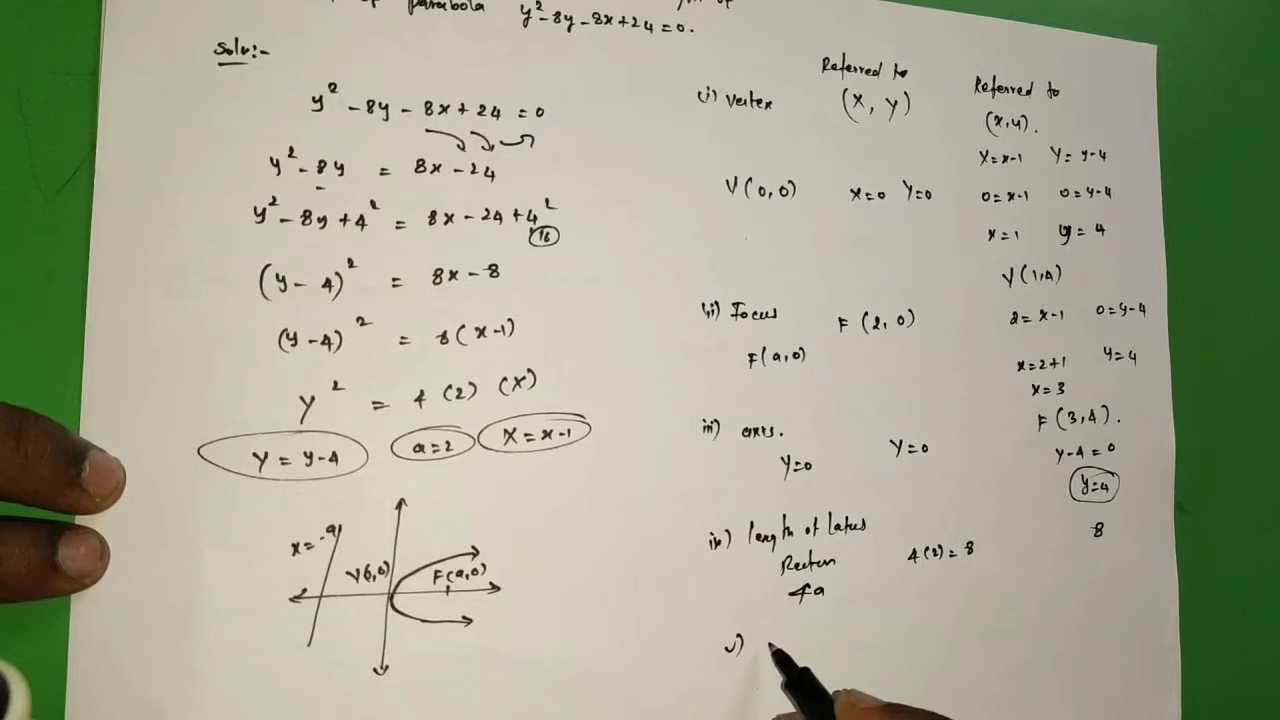 of parabola y² - 8y - 8x + 24 = 0.
Solu:-
y² - 8y - 8x + 24 = 0
y² - 8y = 8x - 24
y² - 8y + 4² = 8x - 24 + 4²
16
(y - 4)² = 8x - 8
(y - 4)² = 8(x - 1)
Y² = 4 (2) (X)
Y = y - 4 a = 2 X = x - 1
x = -a
V(0,0) F(a,0)
Referred to Referred to
(i) Vertex (X, Y) (x, y).
X = x - 1 Y = y - 4
V(0,0) X = 0 Y = 0 0 = x - 1 0 = y - 4
x = 1 y = 4
V(1,4)
(ii) Focus F(2,0) 2 = x - 1 0 = y - 4
F(a,0) x = 2 + 1 y = 4
x = 3
F(3,4).
iii) axis. Y = 0 y - 4 = 0
Y = 0 y = 4
iv) length of Latus 8
Rectum 4(2) = 8
4a
v)